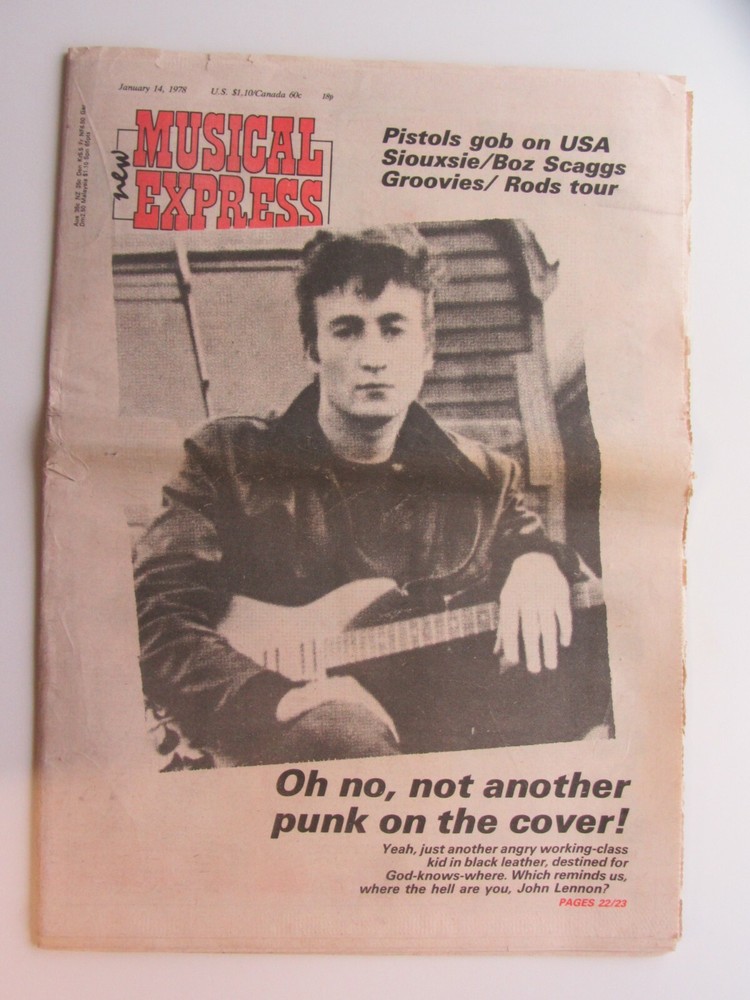 January 14, 1978 U.S. $1.10/Canada 60c 18p
new MUSICAL
EXPRESS
Pistols gob on USA
Siouxsie/Boz Scaggs
Groovies/ Rods tour
Oh no, not another
punk on the cover!
Yeah, just another angry working-class
kid in black leather, destined for
God-knows-where. Which reminds us,
where the hell are you, John Lennon?
PAGES 22/23